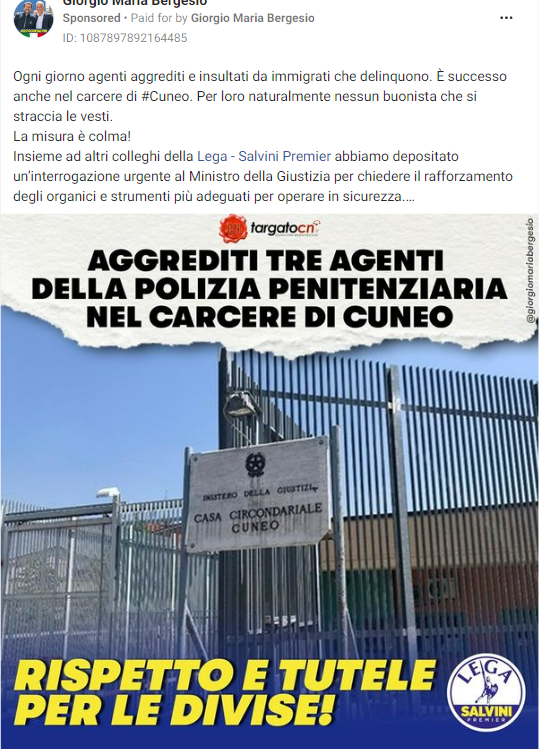 Giorgio Maria Bergesio
Sponsored • Paid for by Giorgio Maria Bergesio
ID: 1087897892164485
Ogni giorno agenti aggrediti e insultati da immigrati che delinquono. È successo
anche nel carcere di #Cuneo. Per loro naturalmente nessun buonista che si
straccia le vesti.
La misura è colma!
Insieme ad altri colleghi della Lega - Salvini Premier abbiamo depositato
un'interrogazione urgente al Ministro della Giustizia per chiedere il rafforzamento
degli organici e strumenti più adeguati per operare in sicurezza....
targatocn
AGGREDITI TRE AGENTI
DELLA POLIZIA PENITENZIARIA
NEL CARCERE DI CUNEO
@giorgiomariabergesio
MINISTERO DELLA GIUSTIZIA
CASA CIRCONDARIALE
CUNEO
RISPETTO E TUTELE
PER LE DIVISE!
LEGA
SALVINI
PREMIER